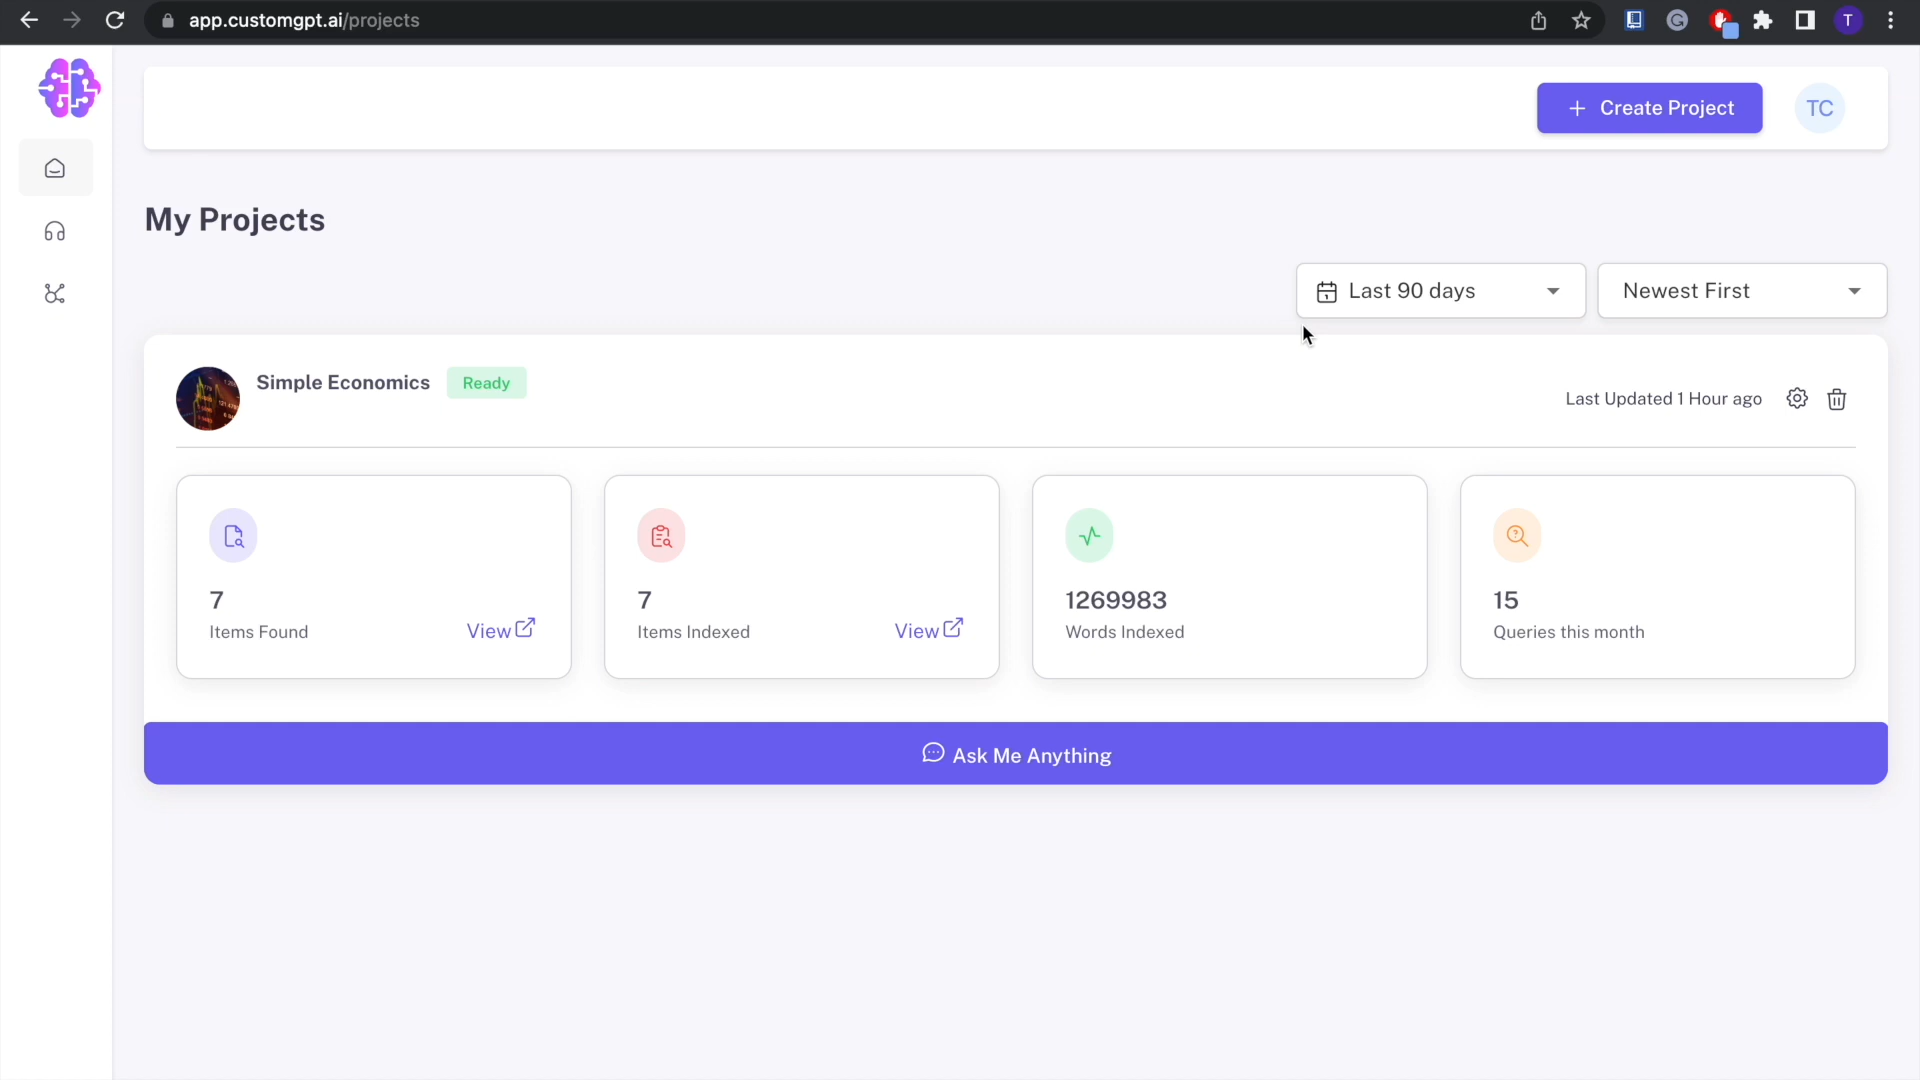 app.customgpt.ai/projects
T
+ Create Project
TC
My Projects
Last 90 days
Newest First
Simple Economics
Ready
Last Updated 1 Hour ago
7
Items Found
View
7
Items Indexed
View
1269983
Words Indexed
15
Queries this month
Ask Me Anything